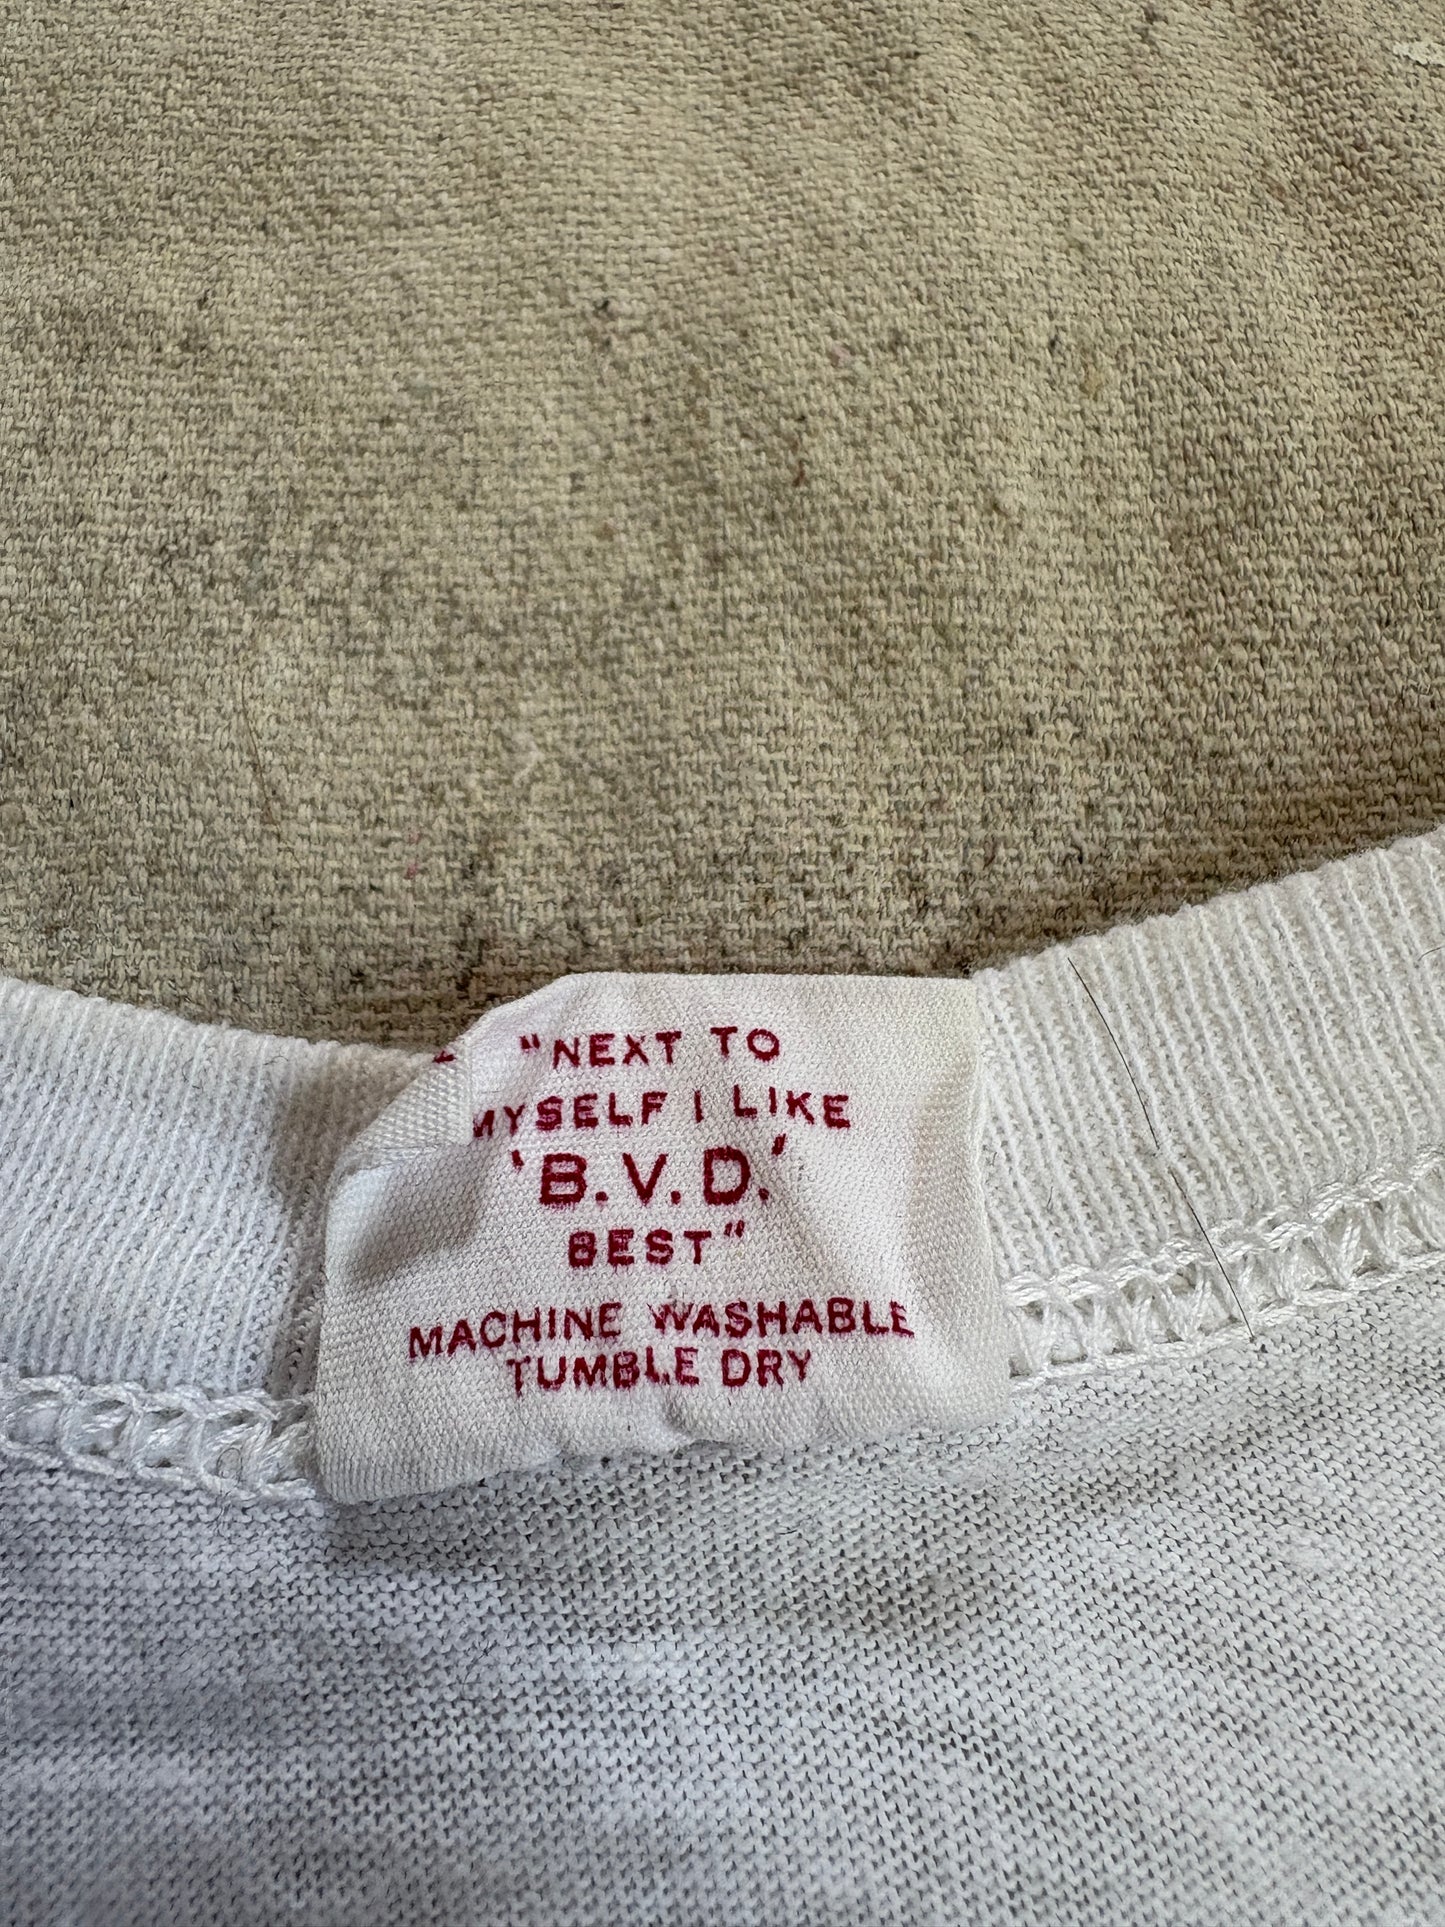 "NEXT TO
MYSELF I LIKE
'B.V.D.'
BEST"
MACHINE WASHABLE
TUMBLE DRY